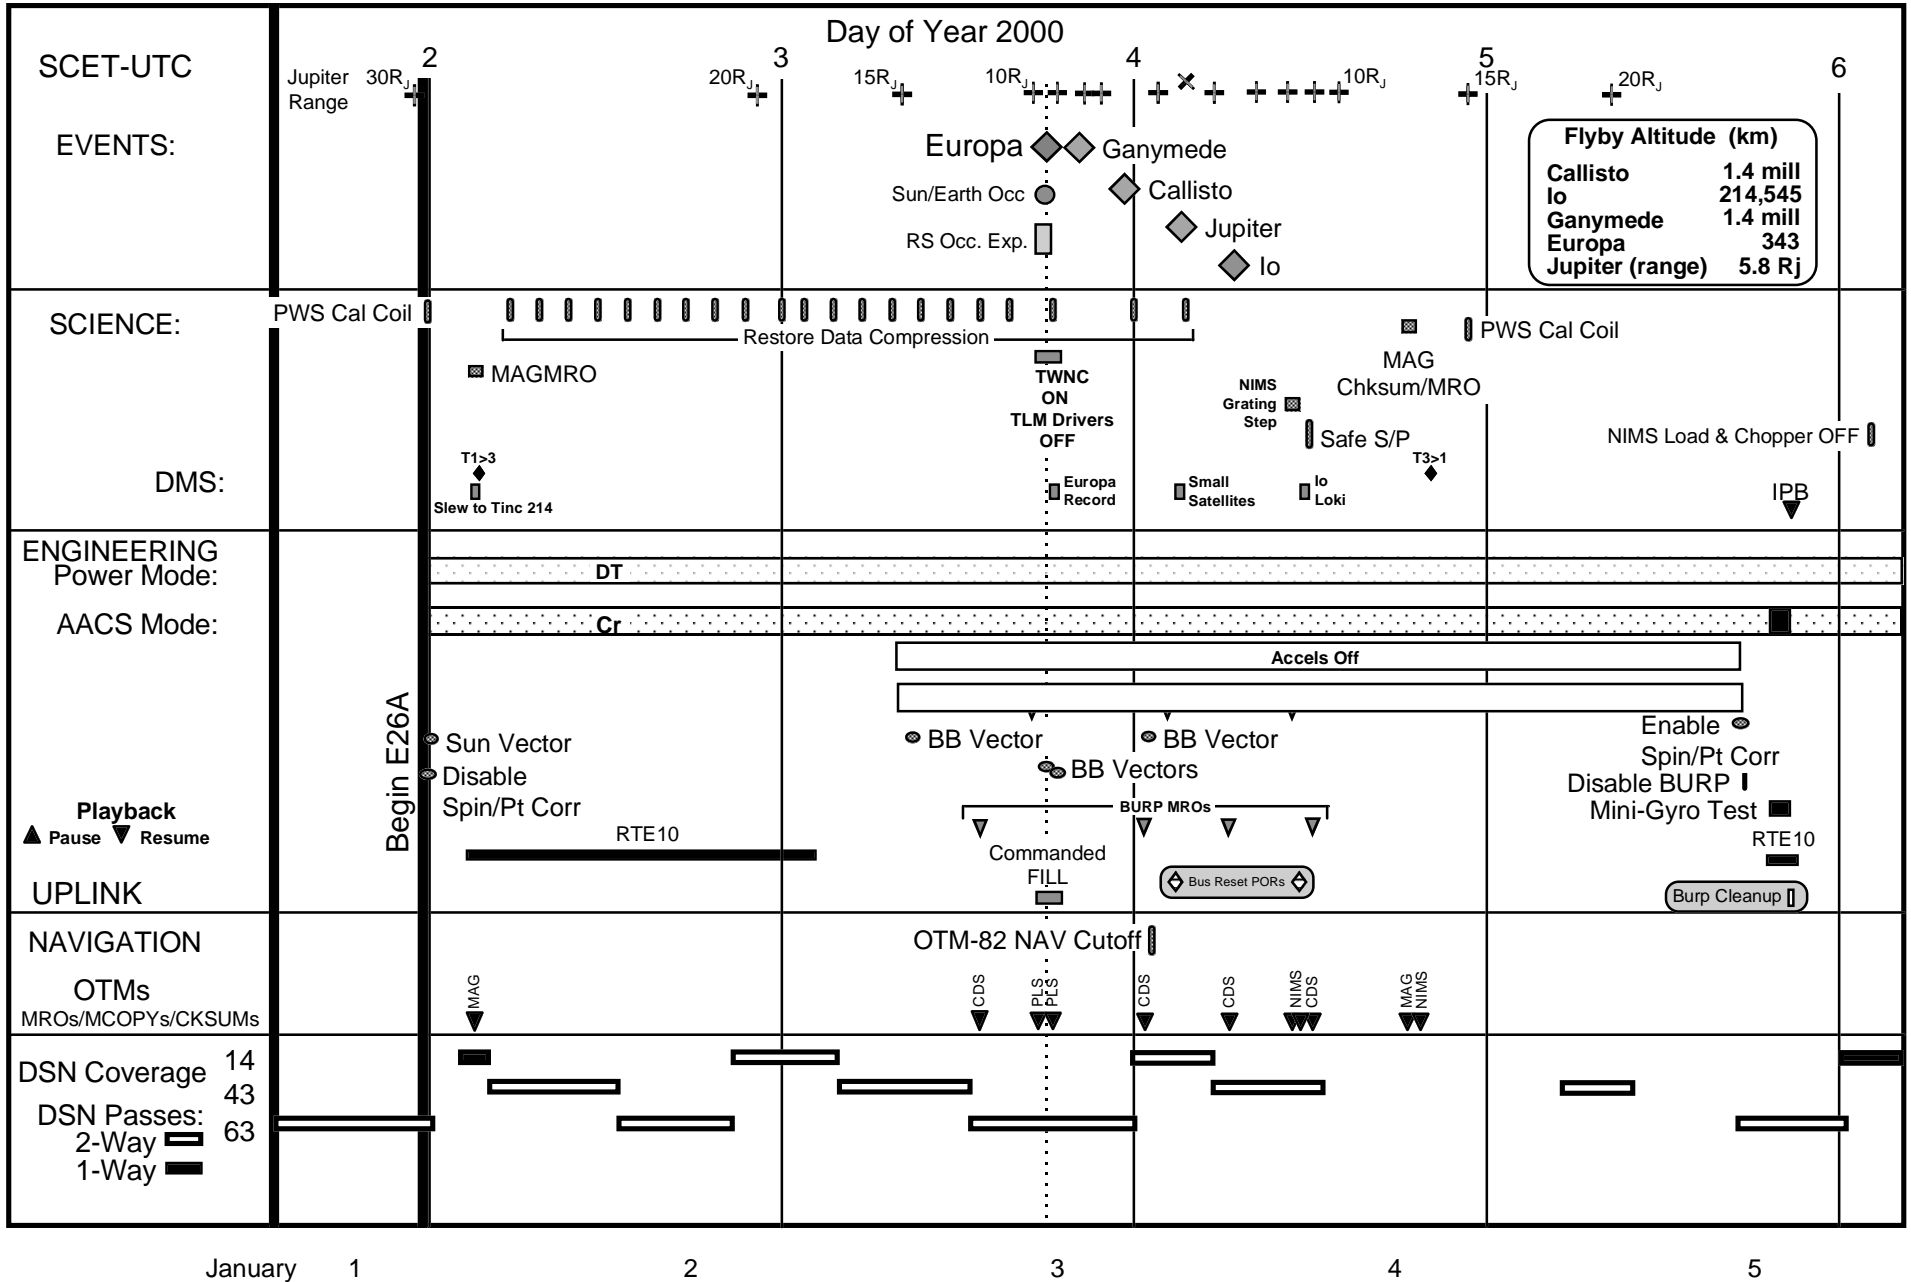 Day of Year 2000
SCET-UTC
2
3
4
5
6
Jupiter
Range
30RJ
20RJ
15RJ
10RJ
10RJ
15RJ
20RJ
EVENTS:
Europa
Ganymede
Sun/Earth Occ
Callisto
RS Occ. Exp.
Jupiter
Io
Flyby Altitude (km)
Callisto 1.4 mill
Io 214,545
Ganymede 1.4 mill
Europa 343
Jupiter (range) 5.8 Rj
SCIENCE:
PWS Cal Coil
Restore Data Compression
PWS Cal Coil
MAGMRO
TWNC
ON
TLM Drivers
OFF
MAG
Chksum/MRO
NIMS
Grating
Step
Safe S/P
NIMS Load & Chopper OFF
DMS:
T1>3
Slew to Tinc 214
Europa
Record
Small
Satellites
Io
Loki
T3>1
IPB
ENGINEERING
Power Mode:
DT
AACS Mode:
Cr
Accels Off
Begin E26A
Sun Vector
Disable
Spin/Pt Corr
BB Vector
BB Vector
BB Vectors
Enable
Spin/Pt Corr
Disable BURP
Mini-Gyro Test
BURP MROs
Playback
Pause Resume
RTE10
RTE10
Commanded
FILL
Bus Reset PORs
Burp Cleanup
UPLINK
NAVIGATION
OTM-82 NAV Cutoff
OTMs
MROs/MCOPYs/CKSUMs
MAG
CDS
PLS
PLS
CDS
CDS
NIMS
CDS
MAG
NIMS
DSN Coverage
14
43
63
DSN Passes:
2-Way
1-Way
January 1 2 3 4 5